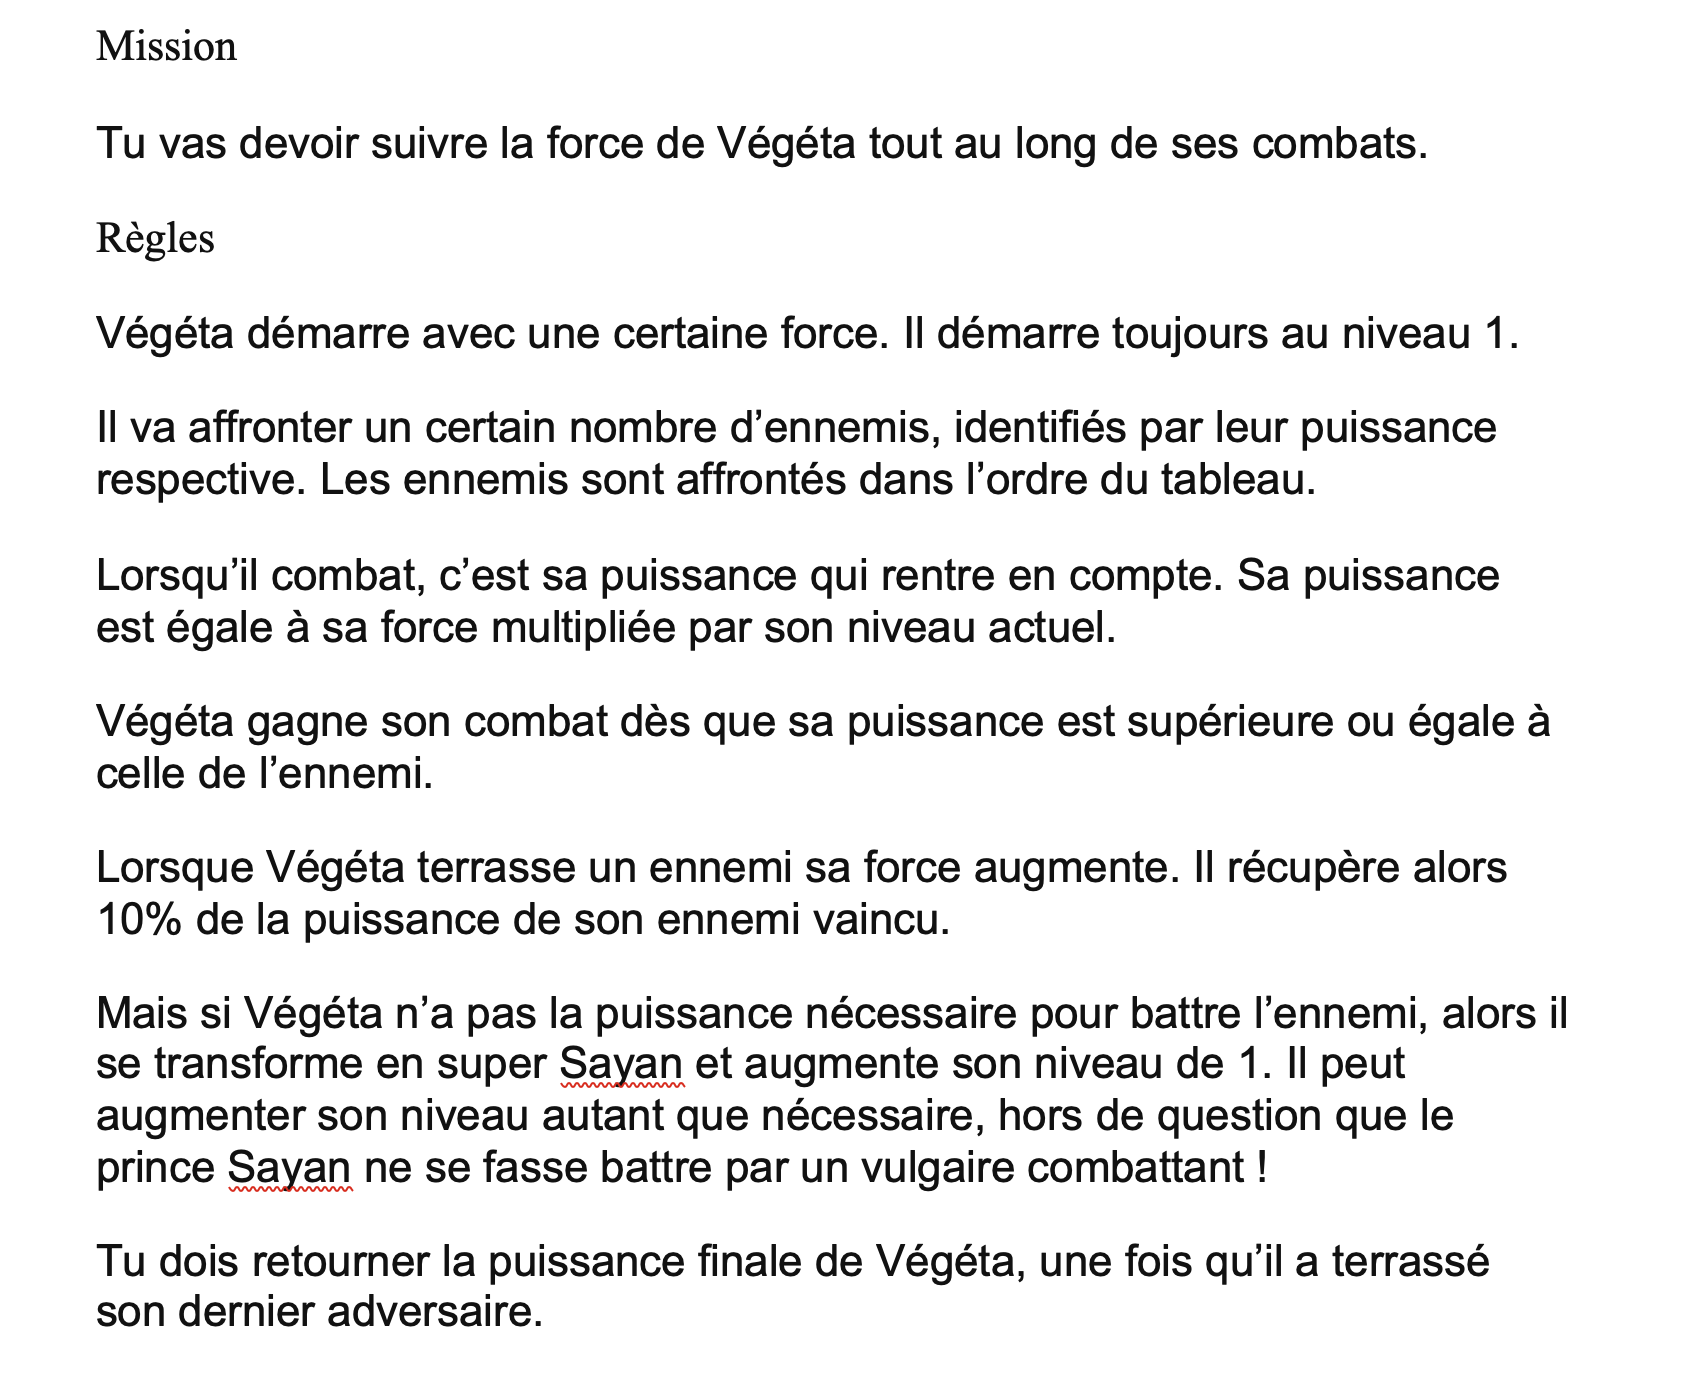 Mission
Tu vas devoir suivre la force de Végéta tout au long de ses combats.
Règles
Végéta démarre avec une certaine force. Il démarre toujours au niveau 1.
Il va affronter un certain nombre d’ennemis, identifiés par leur puissance
respective. Les ennemis sont affrontés dans l’ordre du tableau.
Lorsqu’il combat, c’est sa puissance qui rentre en compte. Sa puissance
est égale à sa force multipliée par son niveau actuel.
Végéta gagne son combat dès que sa puissance est supérieure ou égale à
celle de l’ennemi.
Lorsque Végéta terrasse un ennemi sa force augmente. Il récupère alors
10% de la puissance de son ennemi vaincu.
Mais si Végéta n’a pas la puissance nécessaire pour battre l’ennemi, alors il
se transforme en super Sayan et augmente son niveau de 1. Il peut
augmenter son niveau autant que nécessaire, hors de question que le
prince Sayan ne se fasse battre par un vulgaire combattant !
Tu dois retourner la puissance finale de Végéta, une fois qu’il a terrassé
son dernier adversaire.